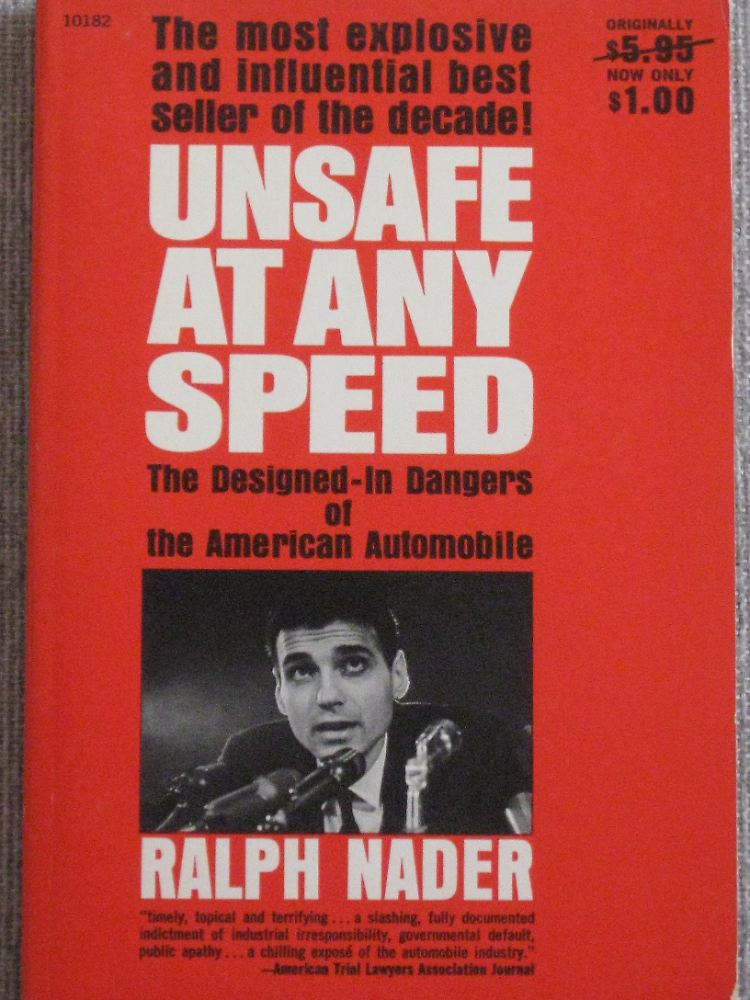 10182
The most explosive
and influential best
seller of the decade!
ORIGINALLY
$5.95
NOW ONLY
$1.00
UNSAFE
AT ANY
SPEED
The Designed-In Dangers
of
the American Automobile
RALPH NADER
"timely, topical and terrifying...a slashing, fully documented
indictment of industrial irresponsibility, governmental default,
public apathy...a chilling exposé of the automobile industry."
—American Trial Lawyers Association Journal